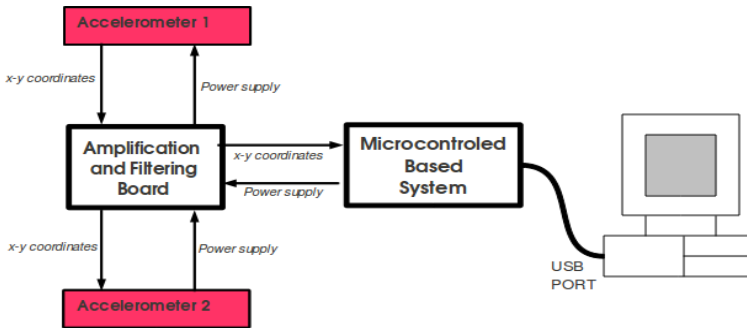 Accelerometer 1
x-y coordinates
Power supply
Amplification
and Filtering
Board
x-y coordinates
Power supply
Microcontroled
Based
System
x-y coordinates
Power supply
USB
PORT
Accelerometer 2